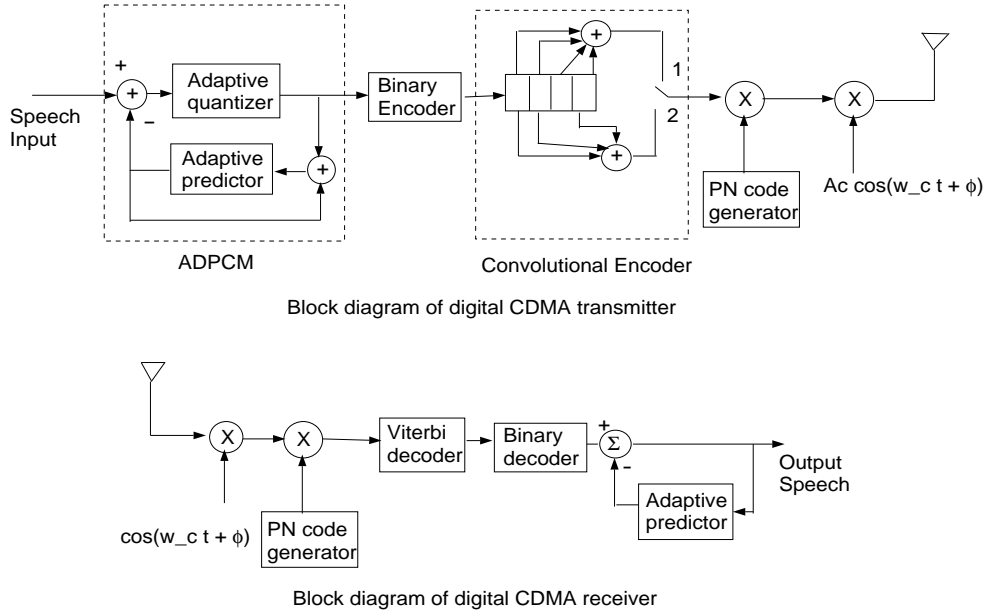 +
+
−
Speech
Input
Adaptive
quantizer
Adaptive
predictor
+
ADPCM
Binary
Encoder
+
+
1
2
Convolutional Encoder
X
X
PN code
generator
Ac cos(w_c t + ϕ)
Block diagram of digital CDMA transmitter
X
X
cos(w_c t + ϕ)
PN code
generator
Viterbi
decoder
Binary
decoder
+
Σ
-
Adaptive
predictor
Output
Speech
Block diagram of digital CDMA receiver